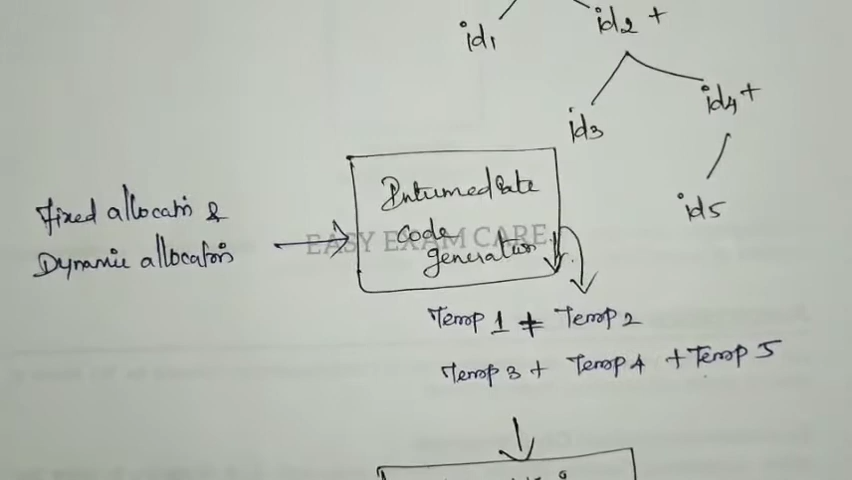 id1
id2 +
id3
id4 +
id5
Fixed allocation &
Dynamic allocation
Intermediate
code
generation
EASY EXAM CARE
Temp 1 ≠ Temp 2
Temp 3 + Temp 4 + Temp 5